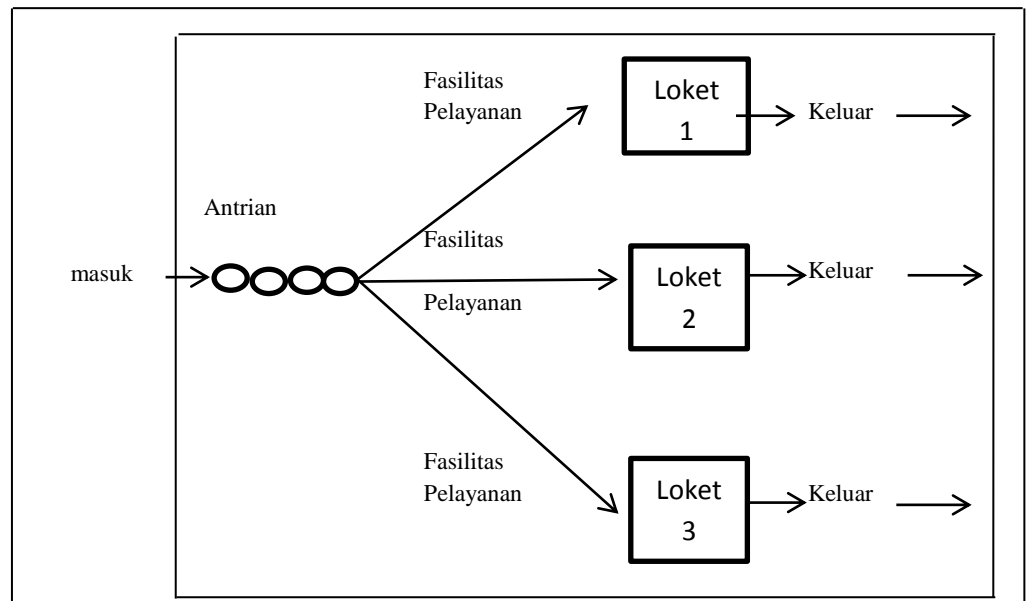 Fasilitas
Pelayanan
Loket
1
Keluar
Antrian
masuk
Fasilitas
Pelayanan
Loket
2
Keluar
Fasilitas
Pelayanan
Loket
3
Keluar